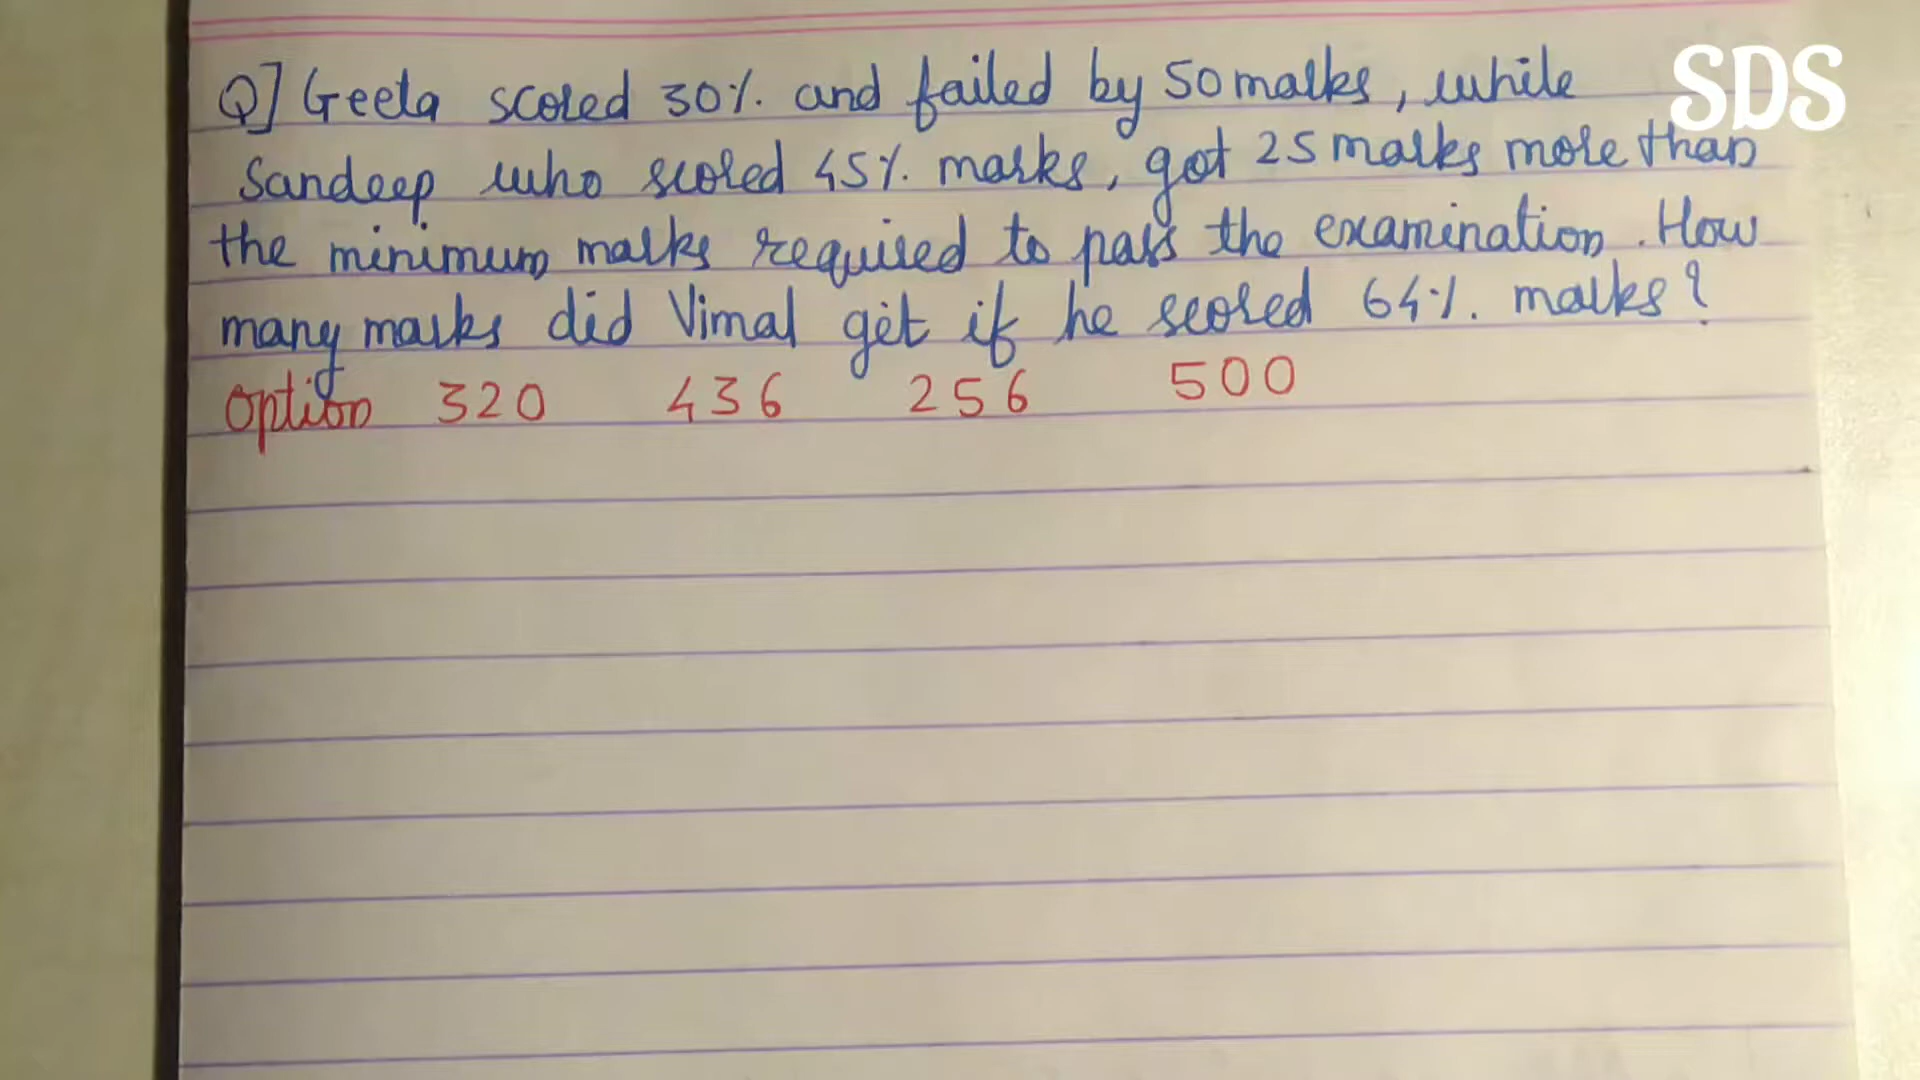 Q] Geeta scored 30%. and failed by 50 marks, while
Sandeep who scored 45%. marks, got 25 marks more than
the minimum marks required to pass the examination. How
many marks did Vimal get if he scored 64%. marks?
Option 320 436 256 500
SDS